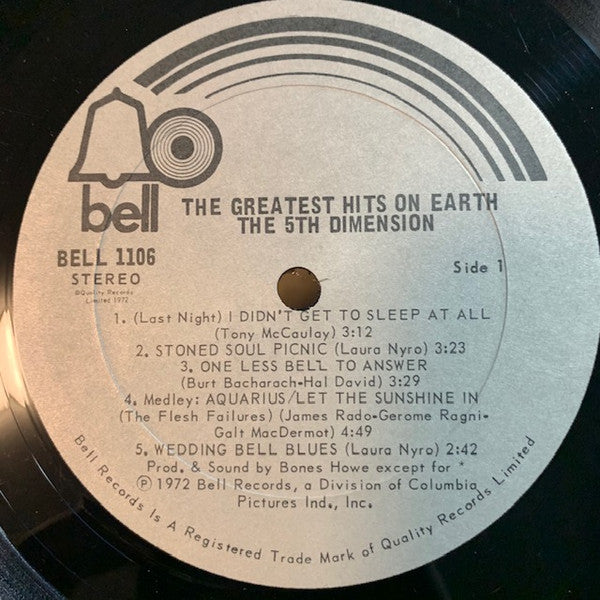 bell
THE GREATEST HITS ON EARTH
THE 5TH DIMENSION
BELL 1106
STEREO
©Quality Records
Limited 1972
Side 1
1. (Last Night) I DIDN'T GET TO SLEEP AT ALL
(Tony McCaulay) 3:12
2. STONED SOUL PICNIC (Laura Nyro) 3:23
3. ONE LESS BELL TO ANSWER
(Burt Bacharach-Hal David) 3:29
4. Medley: AQUARIUS/LET THE SUNSHINE IN
(The Flesh Failures) (James Rado-Gerome Ragni-
Galt MacDermot) 4:49
5. WEDDING BELL BLUES (Laura Nyro) 2:42
Prod. & Sound by Bones Howe except for *
℗ 1972 Bell Records, a Division of Columbia
Pictures Ind., Inc.
Bell Records Is A Registered Trade Mark of Quality Records Limited